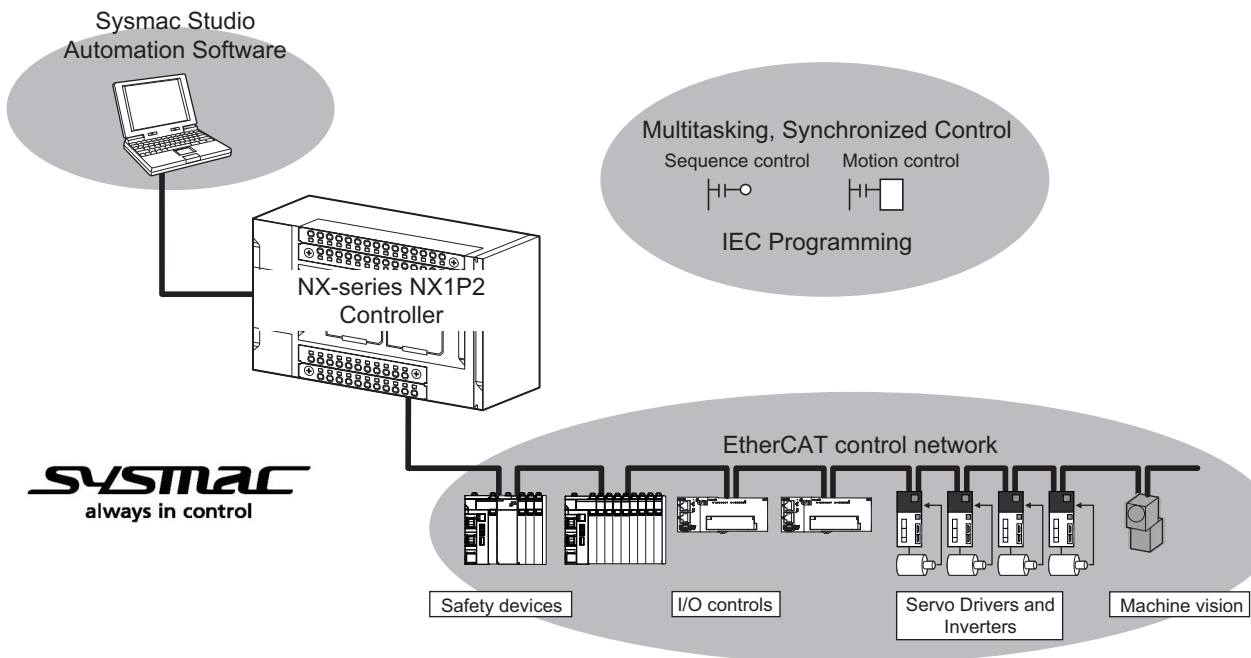 Sysmac Studio
Automation Software
Multitasking, Synchronized Control
Sequence control
Motion control
IEC Programming
NX-series NX1P2
Controller
EtherCAT control network
sysmac
always in control
Safety devices
I/O controls
Servo Drivers and
Inverters
Machine vision